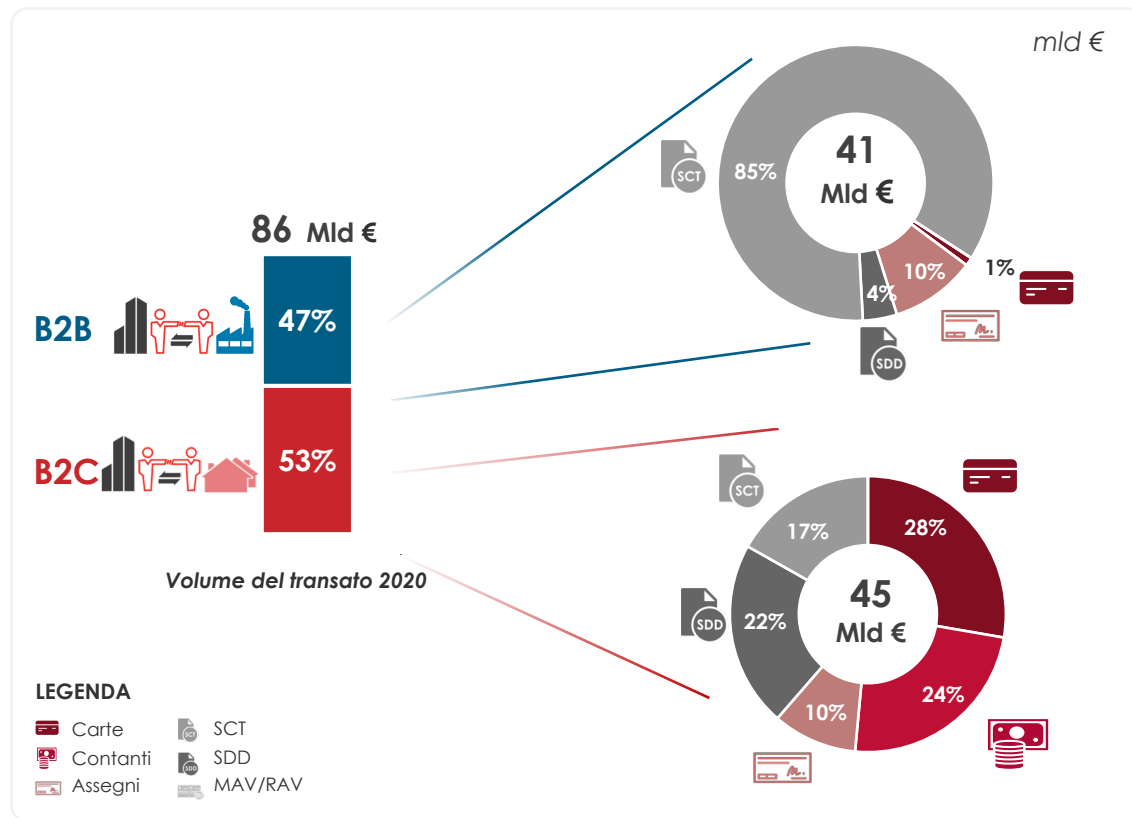 mld €
41
Mld €
SCT
85%
1%
10%
4%
SDD
86 Mld €
B2B
47%
B2C
53%
Volume del transato 2020
SCT
17%
28%
45
Mld €
SDD
22%
24%
10%
LEGENDA
Carte
SCT
Contanti
SDD
Assegni
MAV/RAV